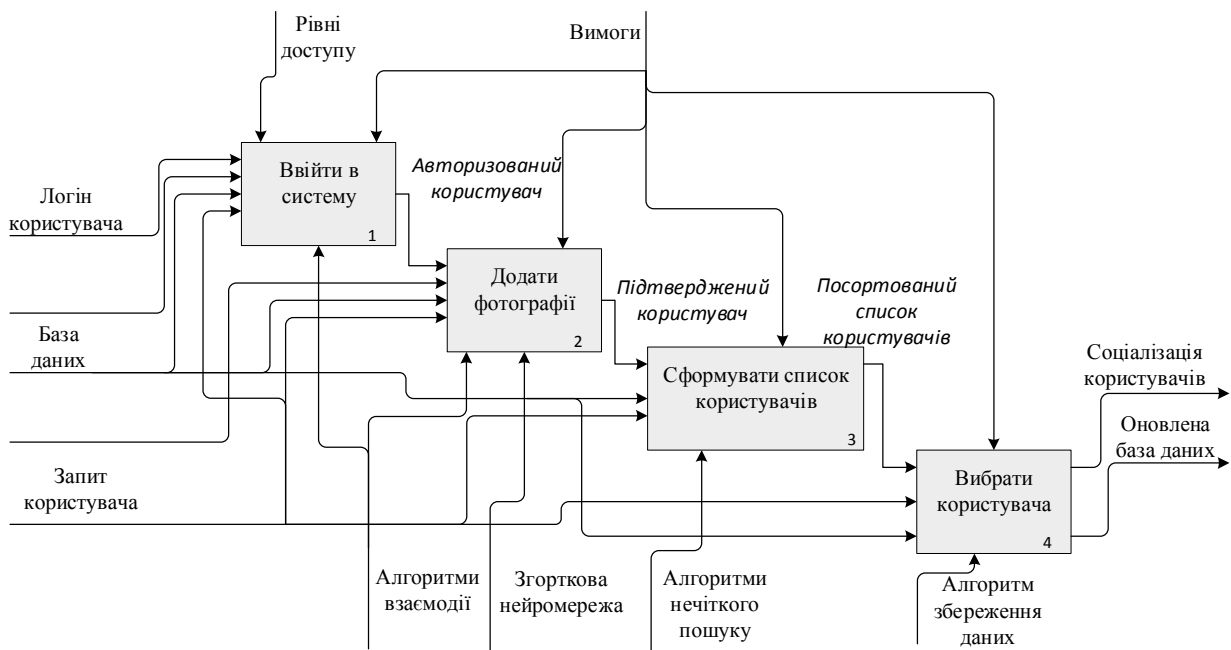 Рівні
доступу
Вимоги
Ввійти в
систему
1
Авторизований
користувач
Логін
користувача
Додати
фотографії
2
Підтверджений
користувач
Посортований
список
користувачів
База
даних
Сформувати список
користувачів
3
Соціалізація
користувачів
Оновлена
база даних
Запит
користувача
Вибрати
користувача
4
Алгоритми
взаємодії
Згорткова
нейромережа
Алгоритми
нечіткого
пошуку
Алгоритм
збереження
даних